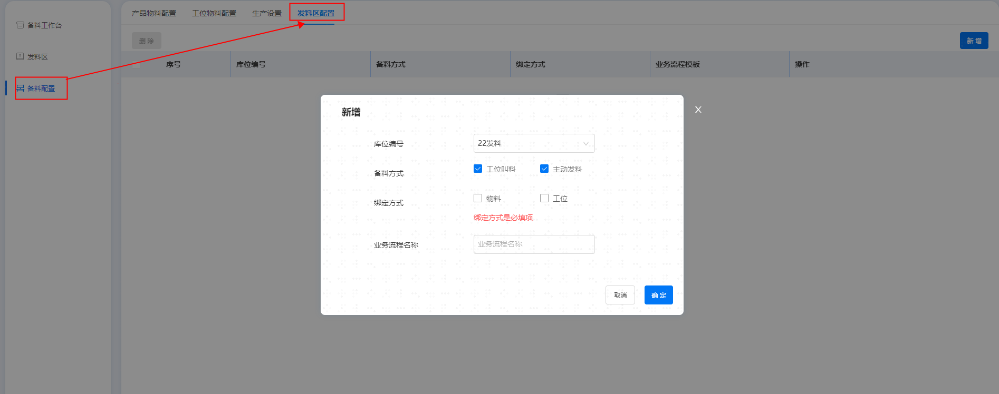 产品物料配置 工位物料配置 生产设置 发料区配置
备料工作台
发料区
备料配置
删 除
新 增
序号 库位编号 备料方式 绑定方式 业务流程模板 操作
新增
X
库位编号 22发料
备料方式 工位叫料 主动发料
绑定方式 物料 工位
绑定方式是必填项
业务流程名称 业务流程名称
取消 确 定